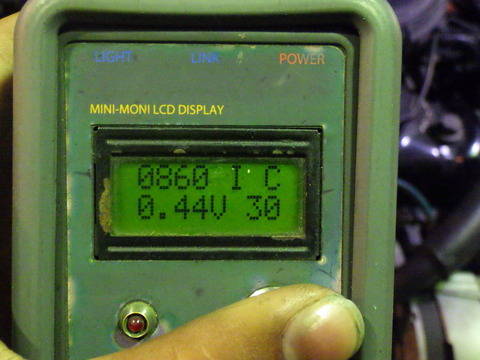 LIGHT LINK POWER
MINI-MONI LCD DISPLAY
0860 I C
0.44V 30